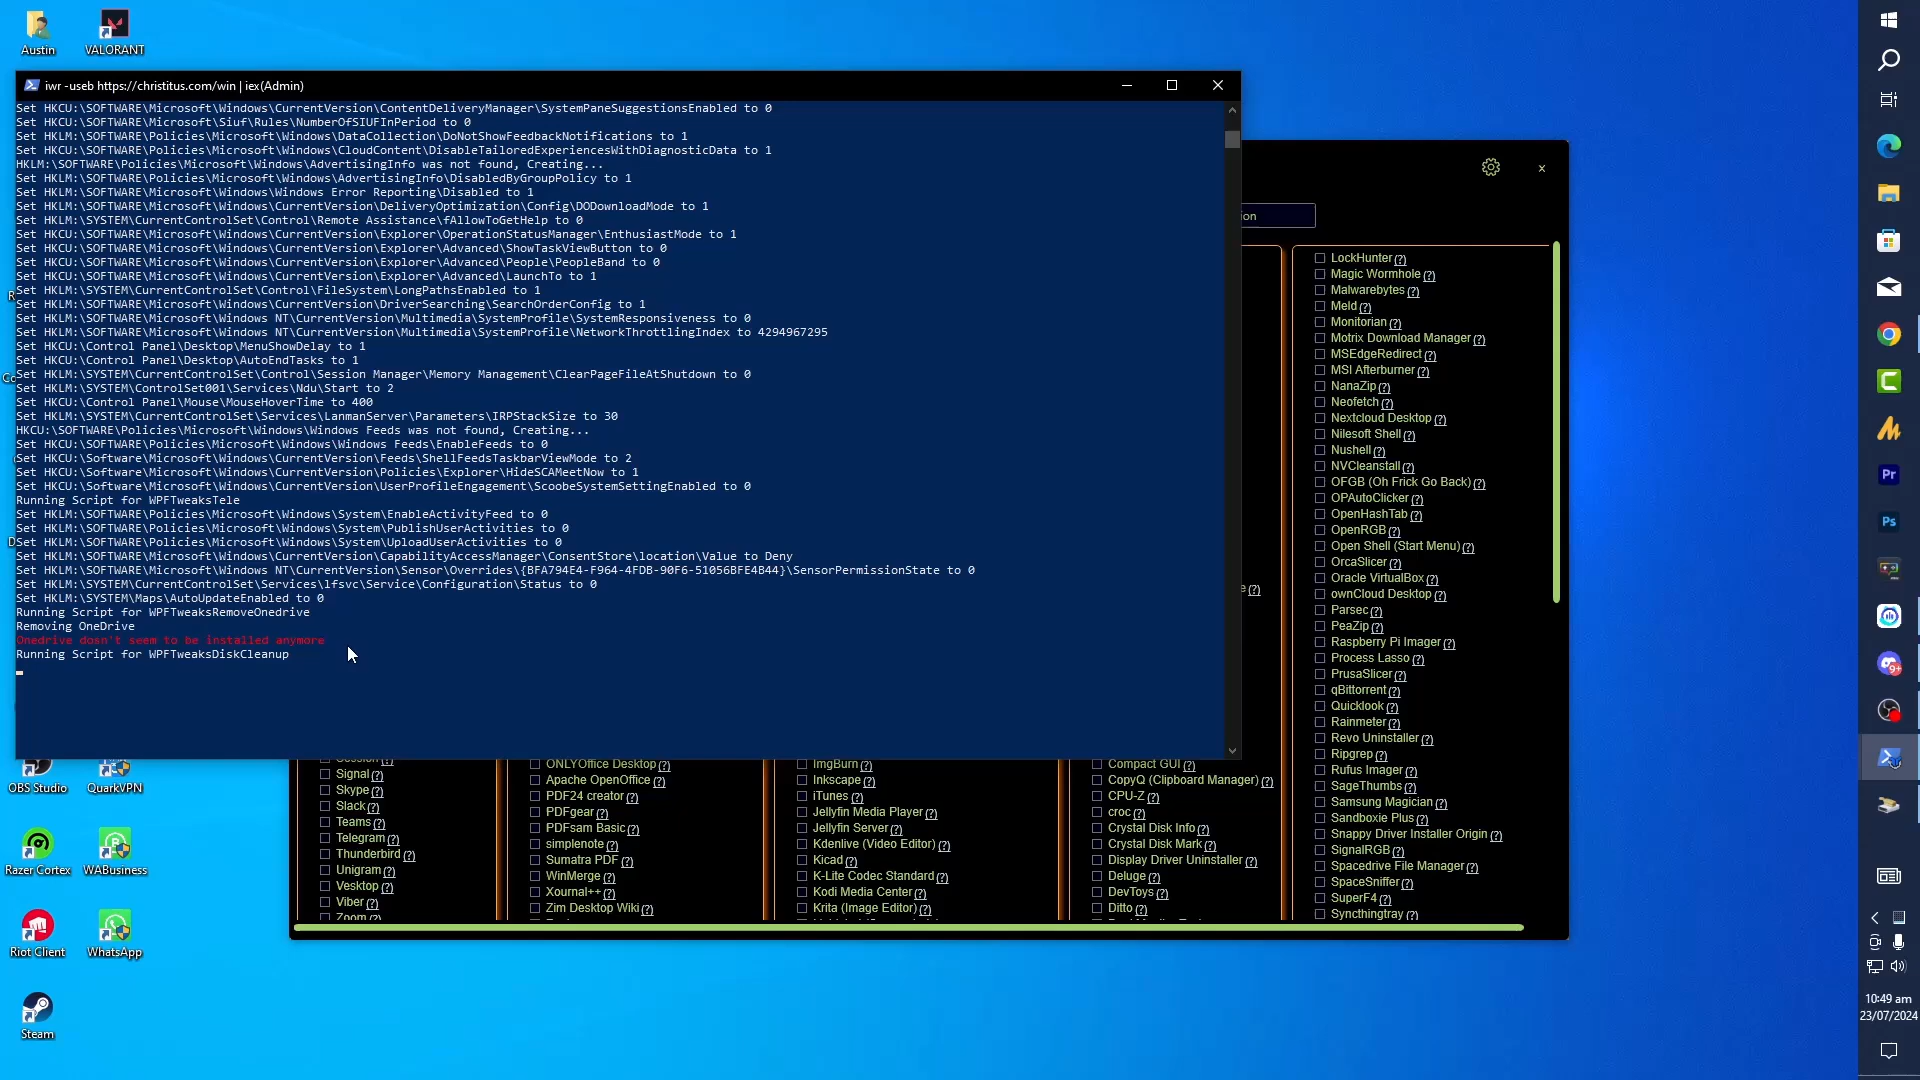 Austin
VALORANT
iwr -useb https://christitus.com/win | iex(Admin)
Set HKCU:\SOFTWARE\Microsoft\Windows\CurrentVersion\ContentDeliveryManager\SystemPaneSuggestionsEnabled to 0
Set HKCU:\SOFTWARE\Microsoft\Siuf\Rules\NumberOfSIUFInPeriod to 0
Set HKLM:\SOFTWARE\Policies\Microsoft\Windows\DataCollection\DoNotShowFeedbackNotifications to 1
Set HKCU:\SOFTWARE\Policies\Microsoft\Windows\CloudContent\DisableTailoredExperiencesWithDiagnosticData to 1
HKLM:\SOFTWARE\Policies\Microsoft\Windows\AdvertisingInfo was not found, Creating...
Set HKLM:\SOFTWARE\Policies\Microsoft\Windows\AdvertisingInfo\DisabledByGroupPolicy to 1
Set HKLM:\SOFTWARE\Microsoft\Windows\Windows Error Reporting\Disabled to 1
Set HKLM:\SOFTWARE\Microsoft\Windows\CurrentVersion\DeliveryOptimization\Config\DODownloadMode to 1
Set HKLM:\SYSTEM\CurrentControlSet\Control\Remote Assistance\fAllowToGetHelp to 0
Set HKCU:\SOFTWARE\Microsoft\Windows\CurrentVersion\Explorer\OperationStatusManager\EnthusiastMode to 1
Set HKCU:\SOFTWARE\Microsoft\Windows\CurrentVersion\Explorer\Advanced\ShowTaskViewButton to 0
Set HKCU:\SOFTWARE\Microsoft\Windows\CurrentVersion\Explorer\Advanced\People\PeopleBand to 0
Set HKCU:\SOFTWARE\Microsoft\Windows\CurrentVersion\Explorer\Advanced\LaunchTo to 1
Set HKLM:\SYSTEM\CurrentControlSet\Control\FileSystem\LongPathsEnabled to 1
Set HKLM:\SOFTWARE\Microsoft\Windows\CurrentVersion\DriverSearching\SearchOrderConfig to 1
Set HKLM:\SOFTWARE\Microsoft\Windows NT\CurrentVersion\Multimedia\SystemProfile\SystemResponsiveness to 0
Set HKLM:\SOFTWARE\Microsoft\Windows NT\CurrentVersion\Multimedia\SystemProfile\NetworkThrottlingIndex to 4294967295
Set HKCU:\Control Panel\Desktop\MenuShowDelay to 1
Set HKCU:\Control Panel\Desktop\AutoEndTasks to 1
Set HKLM:\SYSTEM\CurrentControlSet\Control\Session Manager\Memory Management\ClearPageFileAtShutdown to 0
Set HKLM:\SYSTEM\ControlSet001\Services\Ndu\Start to 2
Set HKCU:\Control Panel\Mouse\MouseHoverTime to 400
Set HKLM:\SYSTEM\CurrentControlSet\Services\LanmanServer\Parameters\IRPStackSize to 30
HKCU:\SOFTWARE\Policies\Microsoft\Windows\Windows Feeds was not found, Creating...
Set HKCU:\SOFTWARE\Policies\Microsoft\Windows\Windows Feeds\EnableFeeds to 0
Set HKCU:\Software\Microsoft\Windows\CurrentVersion\Feeds\ShellFeedsTaskbarViewMode to 2
Set HKCU:\Software\Microsoft\Windows\CurrentVersion\Policies\Explorer\HideSCAMeetNow to 1
Set HKCU:\Software\Microsoft\Windows\CurrentVersion\UserProfileEngagement\ScoobeSystemSettingEnabled to 0
Running Script for WPFTweaksTele
Set HKLM:\SOFTWARE\Policies\Microsoft\Windows\System\EnableActivityFeed to 0
Set HKLM:\SOFTWARE\Policies\Microsoft\Windows\System\PublishUserActivities to 0
Set HKLM:\SOFTWARE\Policies\Microsoft\Windows\System\UploadUserActivities to 0
Set HKLM:\SOFTWARE\Microsoft\Windows\CurrentVersion\CapabilityAccessManager\ConsentStore\location\Value to Deny
Set HKLM:\SOFTWARE\Microsoft\Windows NT\CurrentVersion\Sensor\Overrides\{BFA794E4-F964-4FDB-90F6-51056BFE4B44}\SensorPermissionState to 0
Set HKLM:\SYSTEM\CurrentControlSet\Services\lfsvc\Service\Configuration\Status to 0
Set HKLM:\SYSTEM\Maps\AutoUpdateEnabled to 0
Running Script for WPFTweaksRemoveOnedrive
Removing OneDrive
Onedrive dosn't seem to be installed anymore
Running Script for WPFTweaksDiskCleanup
x
ion
e(?)
LockHunter(?)
Magic Wormhole(?)
Malwarebytes(?)
Meld(?)
Monitorian(?)
Motrix Download Manager(?)
MSEdgeRedirect(?)
MSI Afterburner(?)
NanaZip(?)
Neofetch(?)
Nextcloud Desktop(?)
Nilesoft Shell(?)
Nushell(?)
NVCleanstall(?)
OFGB (Oh Frick Go Back)(?)
OPAutoClicker(?)
OpenHashTab(?)
OpenRGB(?)
Open Shell (Start Menu)(?)
OrcaSlicer(?)
Oracle VirtualBox(?)
ownCloud Desktop(?)
Parsec(?)
PeaZip(?)
Raspberry Pi Imager(?)
Process Lasso(?)
PrusaSlicer(?)
qBittorrent(?)
Quicklook(?)
Rainmeter(?)
Revo Uninstaller(?)
Ripgrep(?)
Rufus Imager(?)
SageThumbs(?)
Samsung Magician(?)
Sandboxie Plus(?)
Snappy Driver Installer Origin(?)
SignalRGB(?)
Spacedrive File Manager(?)
SpaceSniffer(?)
SuperF4(?)
Syncthingtray(?)
Session(?)
Signal(?)
Skype(?)
Slack(?)
Teams(?)
Telegram(?)
Thunderbird(?)
Unigram(?)
Vesktop(?)
Viber(?)
Zoom(?)
ONLYOffice Desktop(?)
Apache OpenOffice(?)
PDF24 creator(?)
PDFgear(?)
PDFsam Basic(?)
simplenote(?)
Sumatra PDF(?)
WinMerge(?)
Xournal++(?)
Zim Desktop Wiki(?)
ImgBurn(?)
Inkscape(?)
iTunes(?)
Jellyfin Media Player(?)
Jellyfin Server(?)
Kdenlive (Video Editor)(?)
Kicad(?)
K-Lite Codec Standard(?)
Kodi Media Center(?)
Krita (Image Editor)(?)
Compact GUI(?)
CopyQ (Clipboard Manager)(?)
CPU-Z(?)
croc(?)
Crystal Disk Info(?)
Crystal Disk Mark(?)
Display Driver Uninstaller(?)
Deluge(?)
DevToys(?)
Ditto(?)
OBS Studio
QuarkVPN
Razer Cortex
WABusiness
Riot Client
WhatsApp
Steam
Pr
Ps
9+
10:49 am
23/07/2024